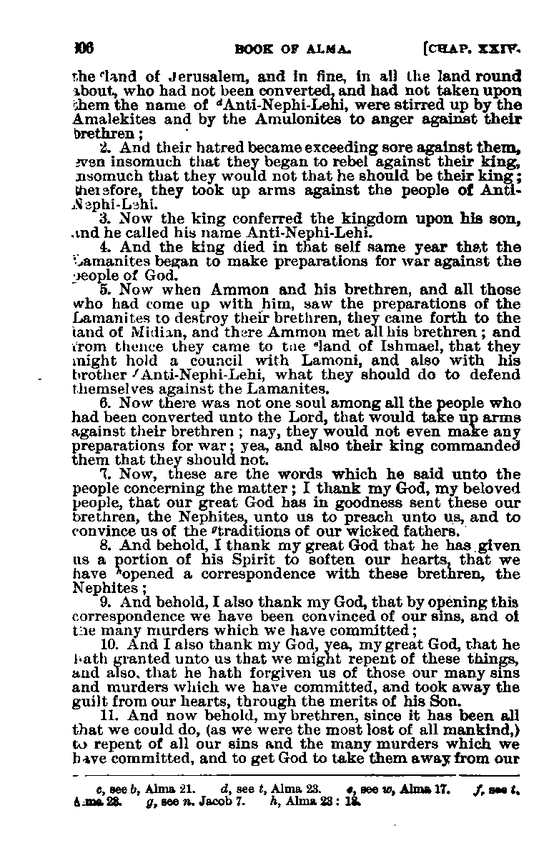 106 BOOK OF ALMA. [CHAP. XXIV.
the ᶜland of Jerusalem, and in fine, in all the land round
about, who had not been converted, and had not taken upon
them the name of ᵈAnti-Nephi-Lehi, were stirred up by the
Amalekites and by the Amulonites to anger against their
brethren;
2. And their hatred became exceeding sore against them,
even insomuch that they began to rebel against their king,
insomuch that they would not that he should be their king;
therefore, they took up arms against the people of Anti-
Nephi-Lehi.
3. Now the king conferred the kingdom upon his son,
and he called his name Anti-Nephi-Lehi.
4. And the king died in that self same year that the
Lamanites began to make preparations for war against the
people of God.
5. Now when Ammon and his brethren, and all those
who had come up with him, saw the preparations of the
Lamanites to destroy their brethren, they came forth to the
land of Midian, and there Ammon met all his brethren; and
from thence they came to the ᵉland of Ishmael, that they
might hold a council with Lamoni, and also with his
brother ᶠAnti-Nephi-Lehi, what they should do to defend
themselves against the Lamanites.
6. Now there was not one soul among all the people who
had been converted unto the Lord, that would take up arms
against their brethren; nay, they would not even make any
preparations for war; yea, and also their king commanded
them that they should not.
7. Now, these are the words which he said unto the
people concerning the matter; I thank my God, my beloved
people, that our great God has in goodness sent these our
brethren, the Nephites, unto us to preach unto us, and to
convince us of the ᵍtraditions of our wicked fathers.
8. And behold, I thank my great God that he has given
us a portion of his Spirit to soften our hearts, that we
have ʰopened a correspondence with these brethren, the
Nephites;
9. And behold, I also thank my God, that by opening this
correspondence we have been convinced of our sins, and of
the many murders which we have committed;
10. And I also thank my God, yea, my great God, that he
hath granted unto us that we might repent of these things,
and also, that he hath forgiven us of those our many sins
and murders which we have committed, and took away the
guilt from our hearts, through the merits of his Son.
11. And now behold, my brethren, since it has been all
that we could do, (as we were the most lost of all mankind,)
to repent of all our sins and the many murders which we
have committed, and to get God to take them away from our
c, see b, Alma 21. d, see t, Alma 23. e, see w, Alma 17. f, see t,
Alma 23. g, see n, Jacob 7. h, Alma 23: 18.